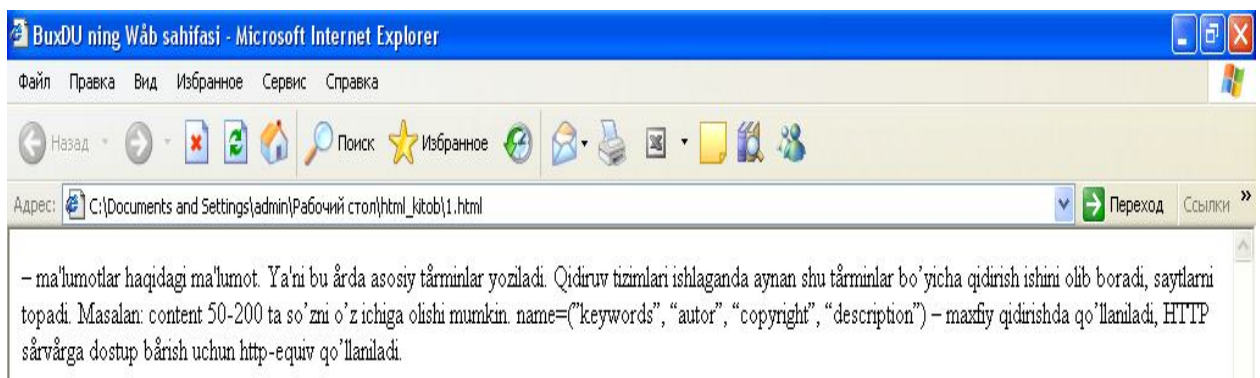 BuxDU ning Wåb sahifasi - Microsoft Internet Explorer
Файл Правка Вид Избранное Сервис Справка
Назад Поиск Избранное
Адрес: C:\Documents and Settings\admin\Рабочий стол\html_kitob\1.html Переход Ссылки »
– ma'lumotlar haqidagi ma'lumot. Ya'ni bu årda asosiy tårminlar yoziladi. Qidiruv tizimlari ishlaganda aynan shu tårminlar bo’yicha qidirish ishini olib boradi, saytlarni
topadi. Masalan: content 50-200 ta so’zni o’z ichiga olishi mumkin. name=(”keywords”, “autor”, “copyright”, “description”) – maxfiy qidirishda qo’llaniladi, HTTP
sårvårga dostup bårish uchun http-equiv qo’llaniladi.